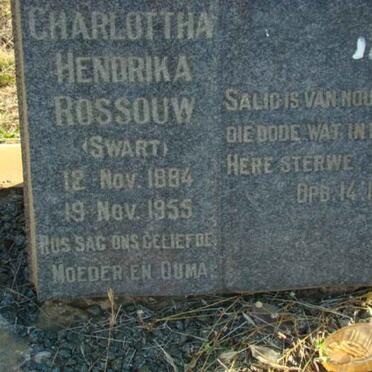 CHARLOTTHA
HENDRIKA
ROSSOUW
(SWART)
12 NOV. 1884
19 NOV. 1955
RUS SAG ONS GELIEFDE
MOEDER EN OUMA
SALIG IS VAN NOU
DIE DODE WAT IN
HERE STERWE
OPB. 14